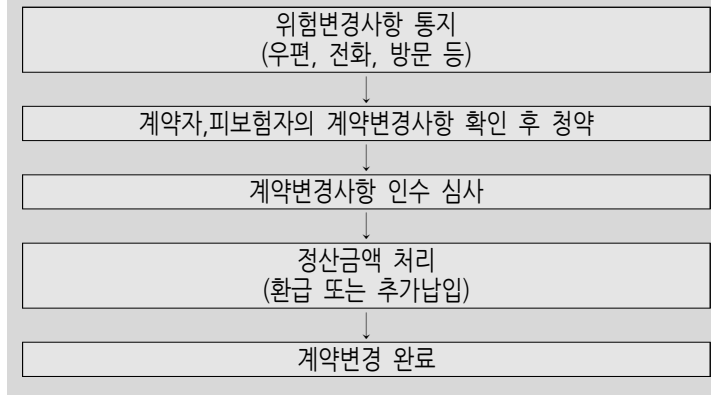 위험변경사항 통지
(우편, 전화, 방문 등)
↓
계약자,피보험자의 계약변경사항 확인 후 청약
↓
계약변경사항 인수 심사
↓
정산금액 처리
(환급 또는 추가납입)
↓
계약변경 완료